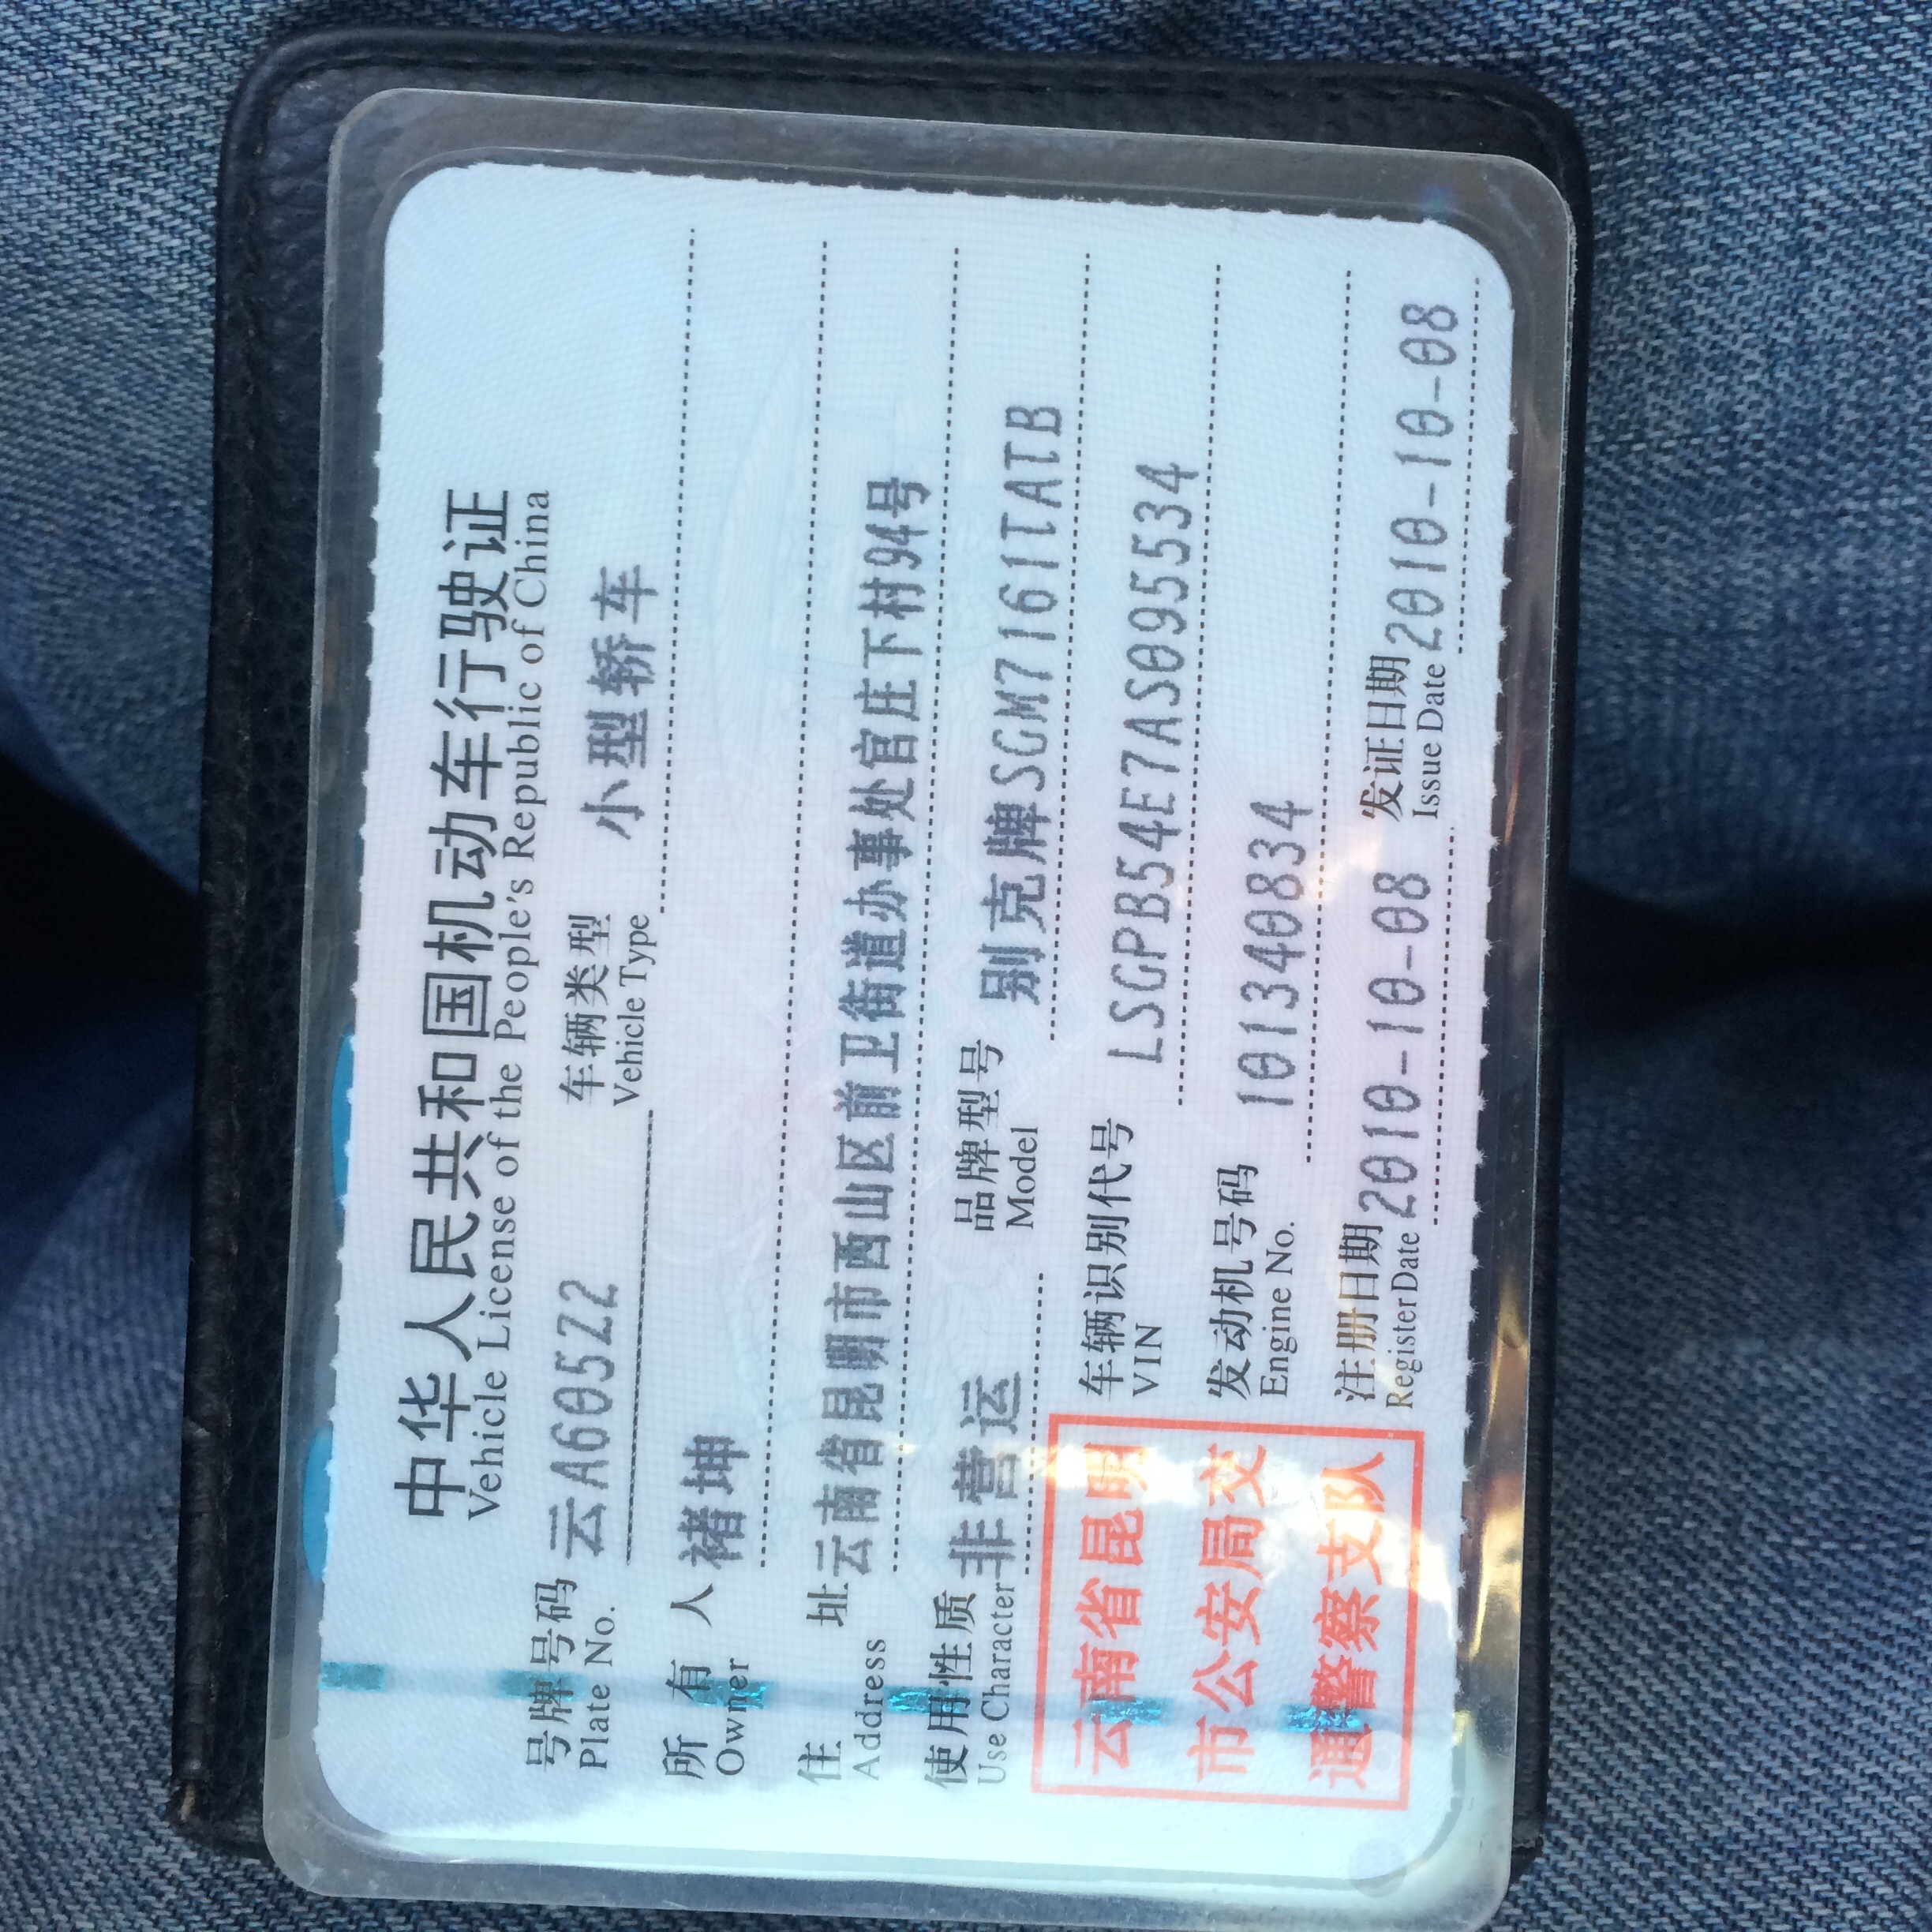 中华人民共和国机动车行驶证
Vehicle License of the People's Republic of China
号牌号码 云A605Z2 车辆类型 小型轿车
Plate No. Vehicle Type
所有人 褚坤
Owner
住址 云南省昆明市西山区前卫街道办事处官庄下村94号
Address
使用性质 非营运 品牌型号 别克牌SGM7161TATB
Use Character Model
云南省昆明
市公安局交
通警察支队
车辆识别代号 LSGPB54E7AS095534
VIN
发动机号码 101340834
Engine No.
注册日期 2010-10-08 发证日期 2010-10-08
Register Date Issue Date